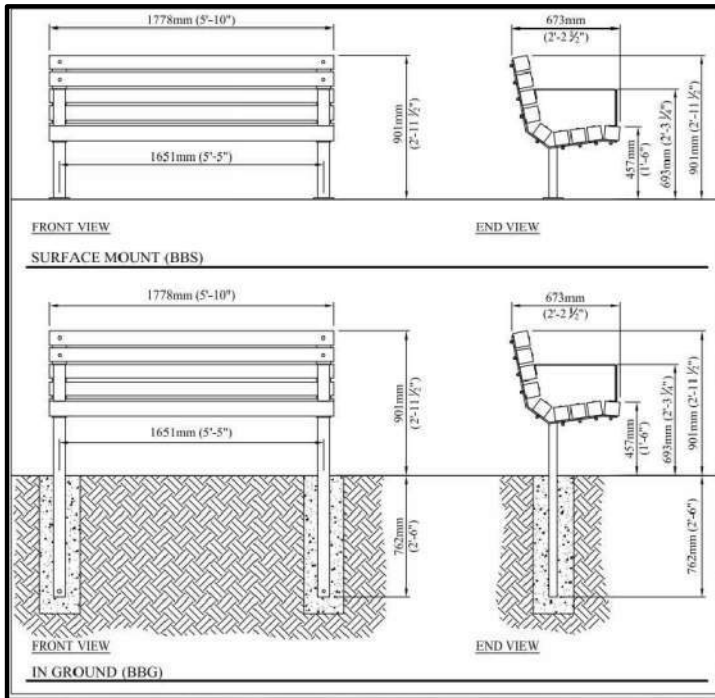 1778mm (5'-10")
673mm
(2'-2 ½")
901mm
(2'-11 ½")
1651mm (5'-5")
457mm
(1'-6")
693mm (2'-3 ¼")
901mm (2'-11 ½")
FRONT VIEW
END VIEW
SURFACE MOUNT (BBS)
1778mm (5'-10")
673mm
(2'-2 ½")
901mm
(2'-11 ½")
1651mm (5'-5")
457mm
(1'-6")
693mm (2'-3 ¼")
901mm (2'-11 ½")
762mm
(2'-6")
762mm (2'-6")
FRONT VIEW
END VIEW
IN GROUND (BBG)